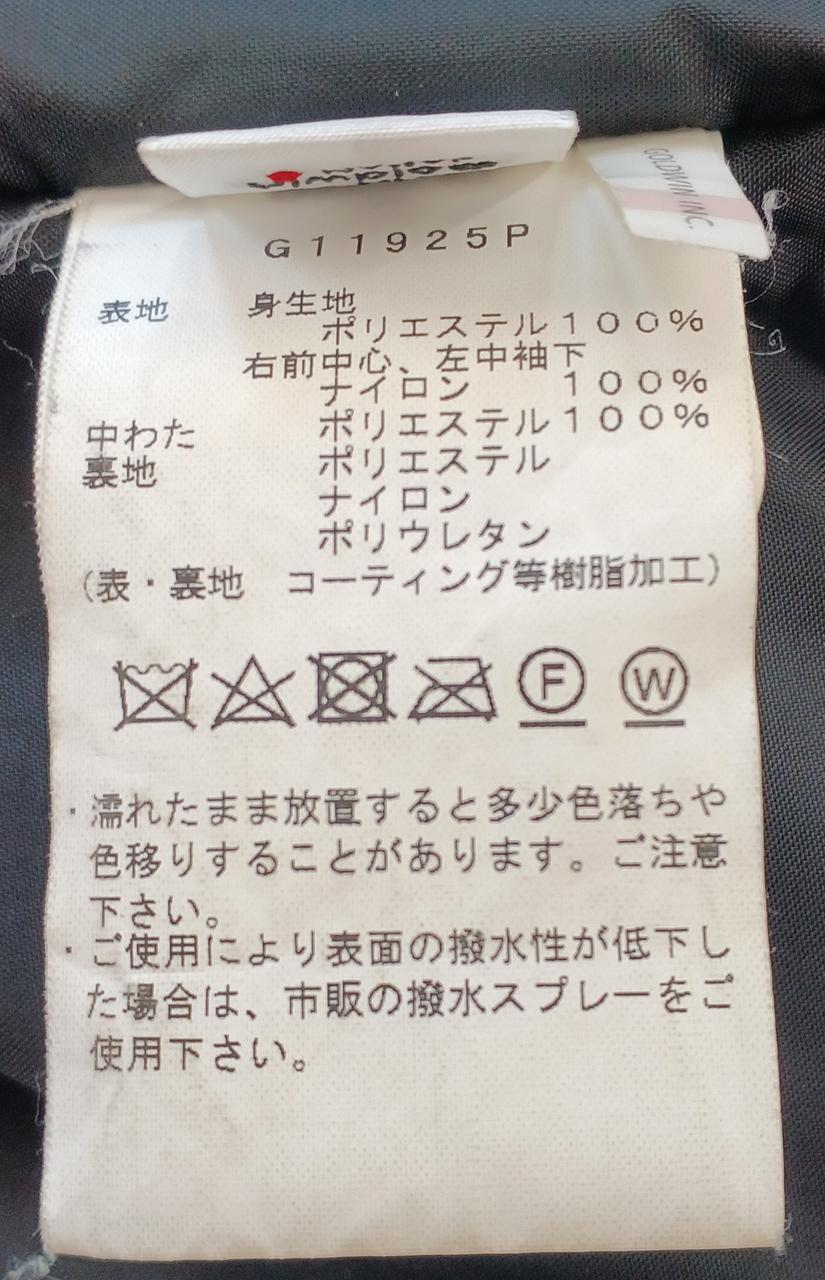 GOLDWIN INC.
G11925P
表地 身生地
ポリエステル100%
右前中心、左中袖下
ナイロン 100%
中わた ポリエステル100%
裏地 ポリエステル
ナイロン
ポリウレタン
(表・裏地 コーティング等樹脂加工)
F W
・濡れたまま放置すると多少色落ちや
色移りすることがあります。ご注意
下さい。
・ご使用により表面の撥水性が低下し
た場合は、市販の撥水スプレーをご
使用下さい。